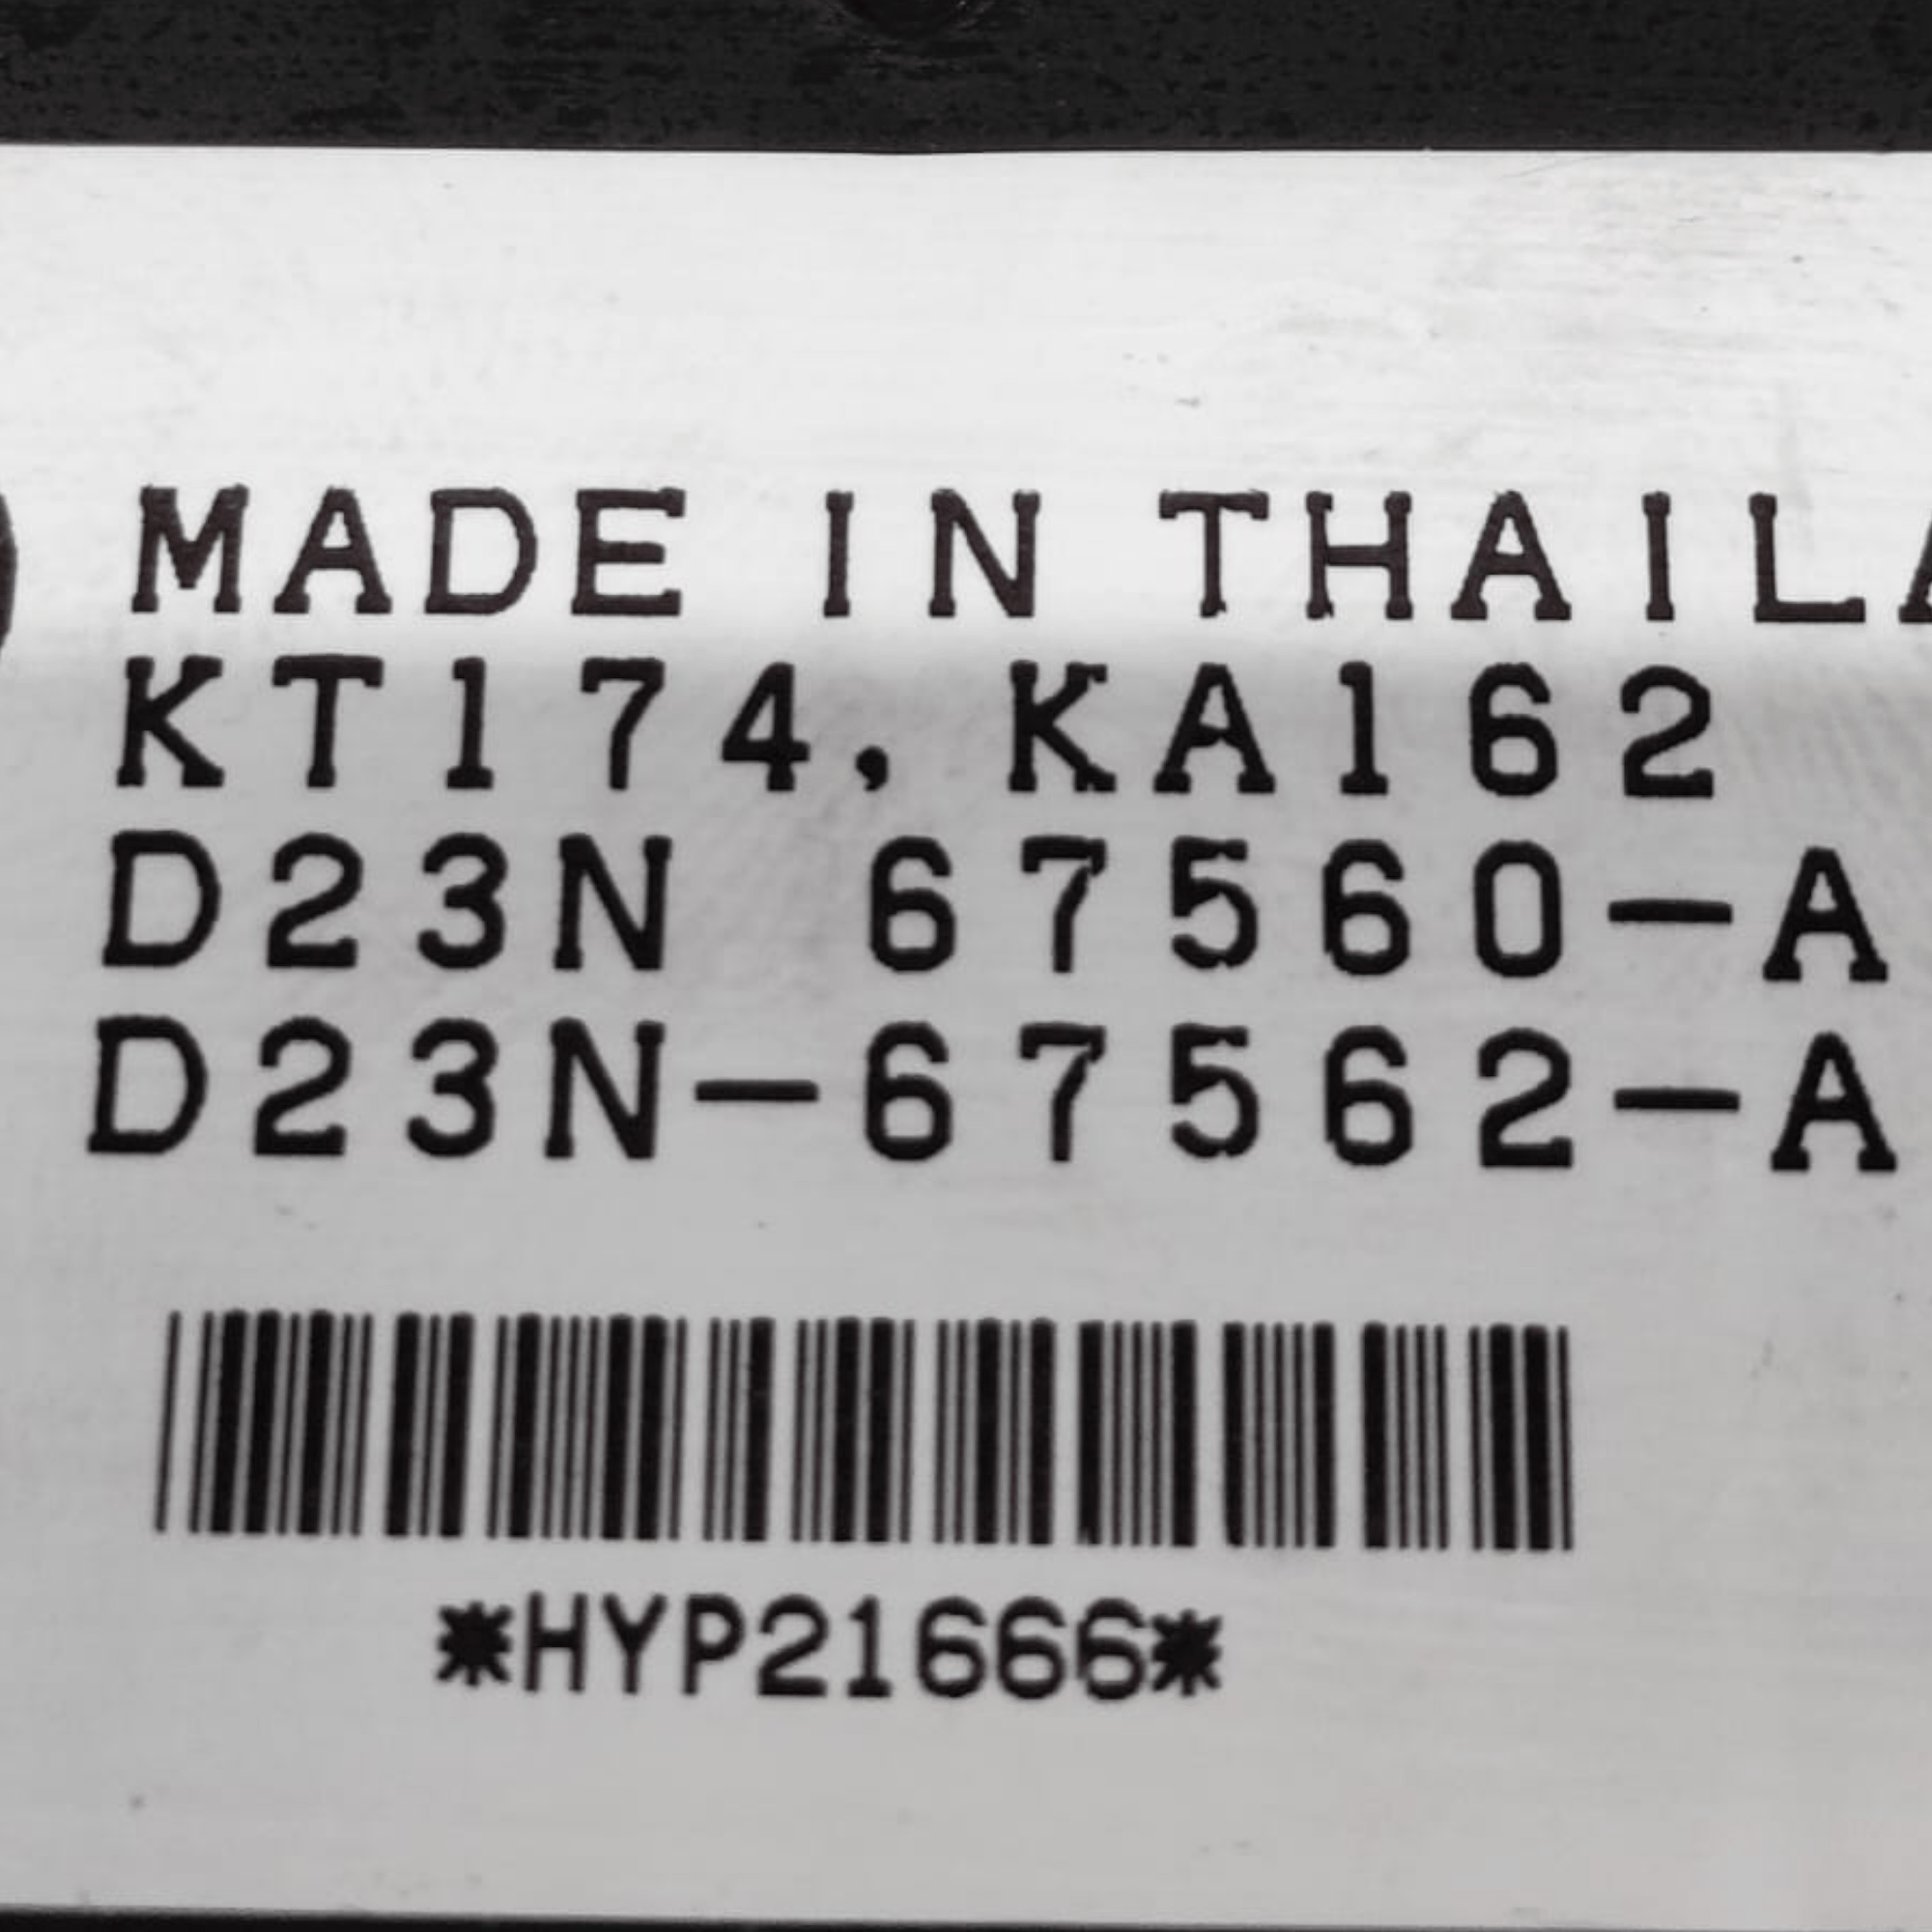 MADE IN THAILA
KT174, KA162
D23N 67560-A
D23N-67562-A
*HYP21666*